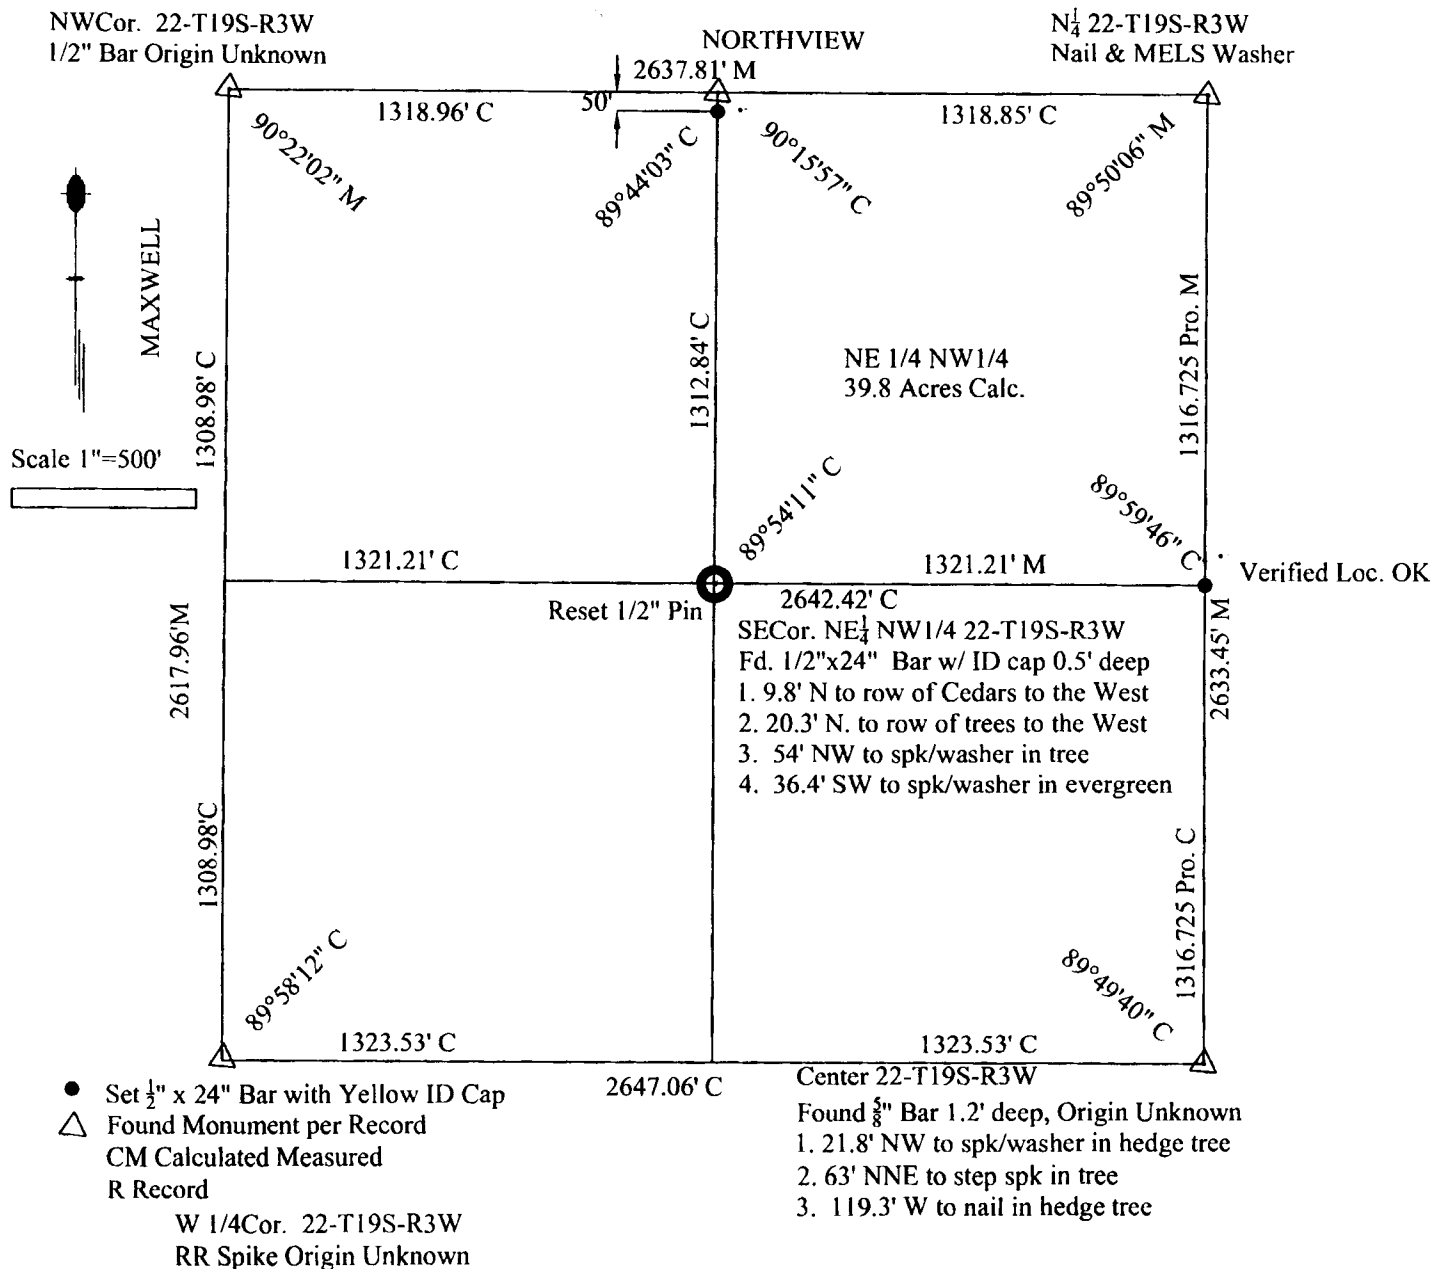 NWCor. 22-T19S-R3W
1/2" Bar Origin Unknown
NORTHVIEW
N1/4 22-T19S-R3W
Nail & MELS Washer
2637.81' M
50'
1318.96' C
1318.85' C
90°22'02" M
89°44'03" C
90°15'57" C
89°50'06" M
MAXWELL
1308.98' C
1312.84' C
1316.725 Pro. M
NE 1/4 NW1/4
39.8 Acres Calc.
Scale 1"=500'
89°54'11" C
89°59'46" C
1321.21' C
1321.21' M
Verified Loc. OK
Reset 1/2" Pin
2642.42' C
SECor. NE1/4 NW1/4 22-T19S-R3W
Fd. 1/2"x24" Bar w/ ID cap 0.5' deep
1. 9.8' N to row of Cedars to the West
2. 20.3' N. to row of trees to the West
3. 54' NW to spk/washer in tree
4. 36.4' SW to spk/washer in evergreen
2617.96'M
2633.45' M
1308.98'C
1316.725 Pro. C
89°58'12" C
89°49'40" C
1323.53' C
1323.53' C
2647.06' C
Set 1/2" x 24" Bar with Yellow ID Cap
Found Monument per Record
CM Calculated Measured
R Record
W 1/4Cor. 22-T19S-R3W
RR Spike Origin Unknown
Center 22-T19S-R3W
Found 5/8" Bar 1.2' deep, Origin Unknown
1. 21.8' NW to spk/washer in hedge tree
2. 63' NNE to step spk in tree
3. 119.3' W to nail in hedge tree